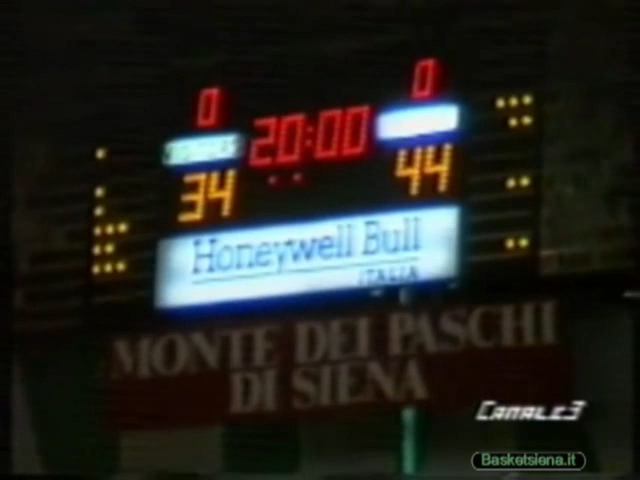 0
0
20:00
34
44
Honeywell Bull
ITALIA
MONTE DEI PASCHI
DI SIENA
CANALE3
Basketsiena.it